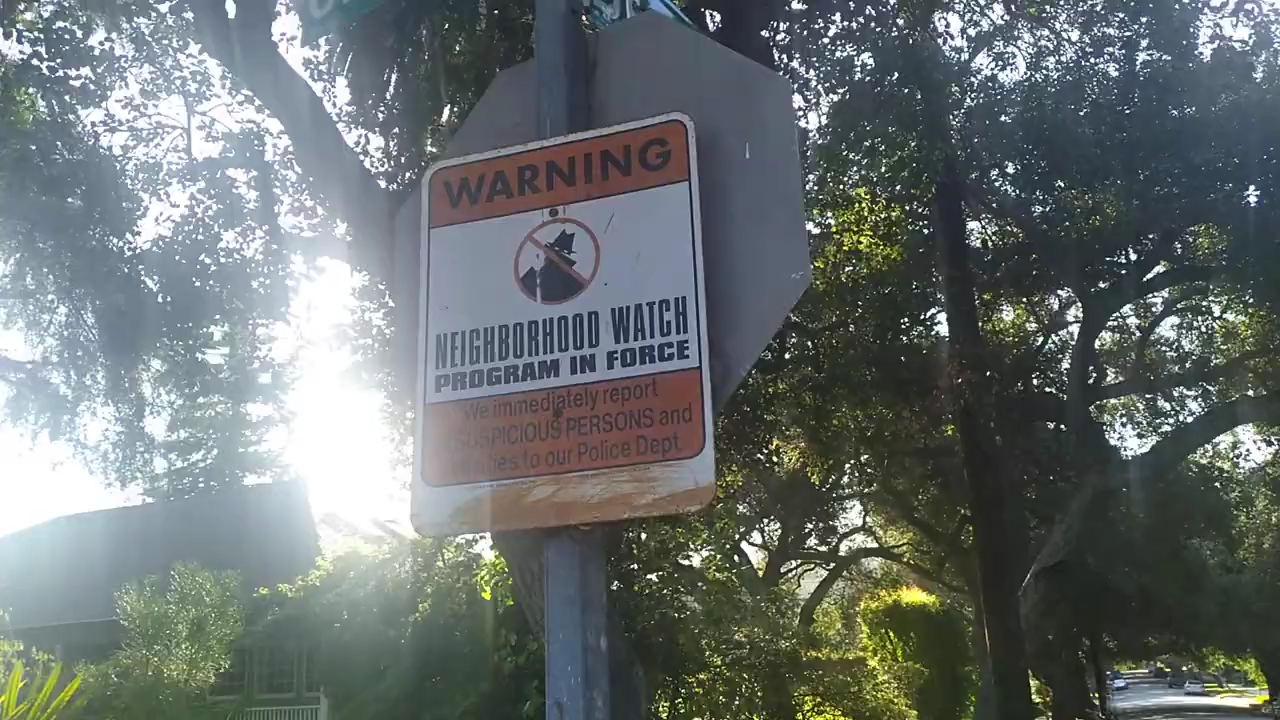 WARNING
NEIGHBORHOOD WATCH
PROGRAM IN FORCE
We immediately report
SUSPICIOUS PERSONS and
to our Police Dept